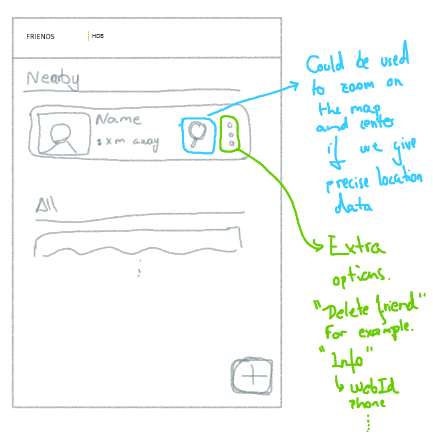 FRIENDS
HOB
Nearby
Name
s x m away
All
Could be used
to zoom on
the map
and center
if we give
precise location
data
Extra
options.
"Delete friend"
For example.
"Info"
WebId
phone